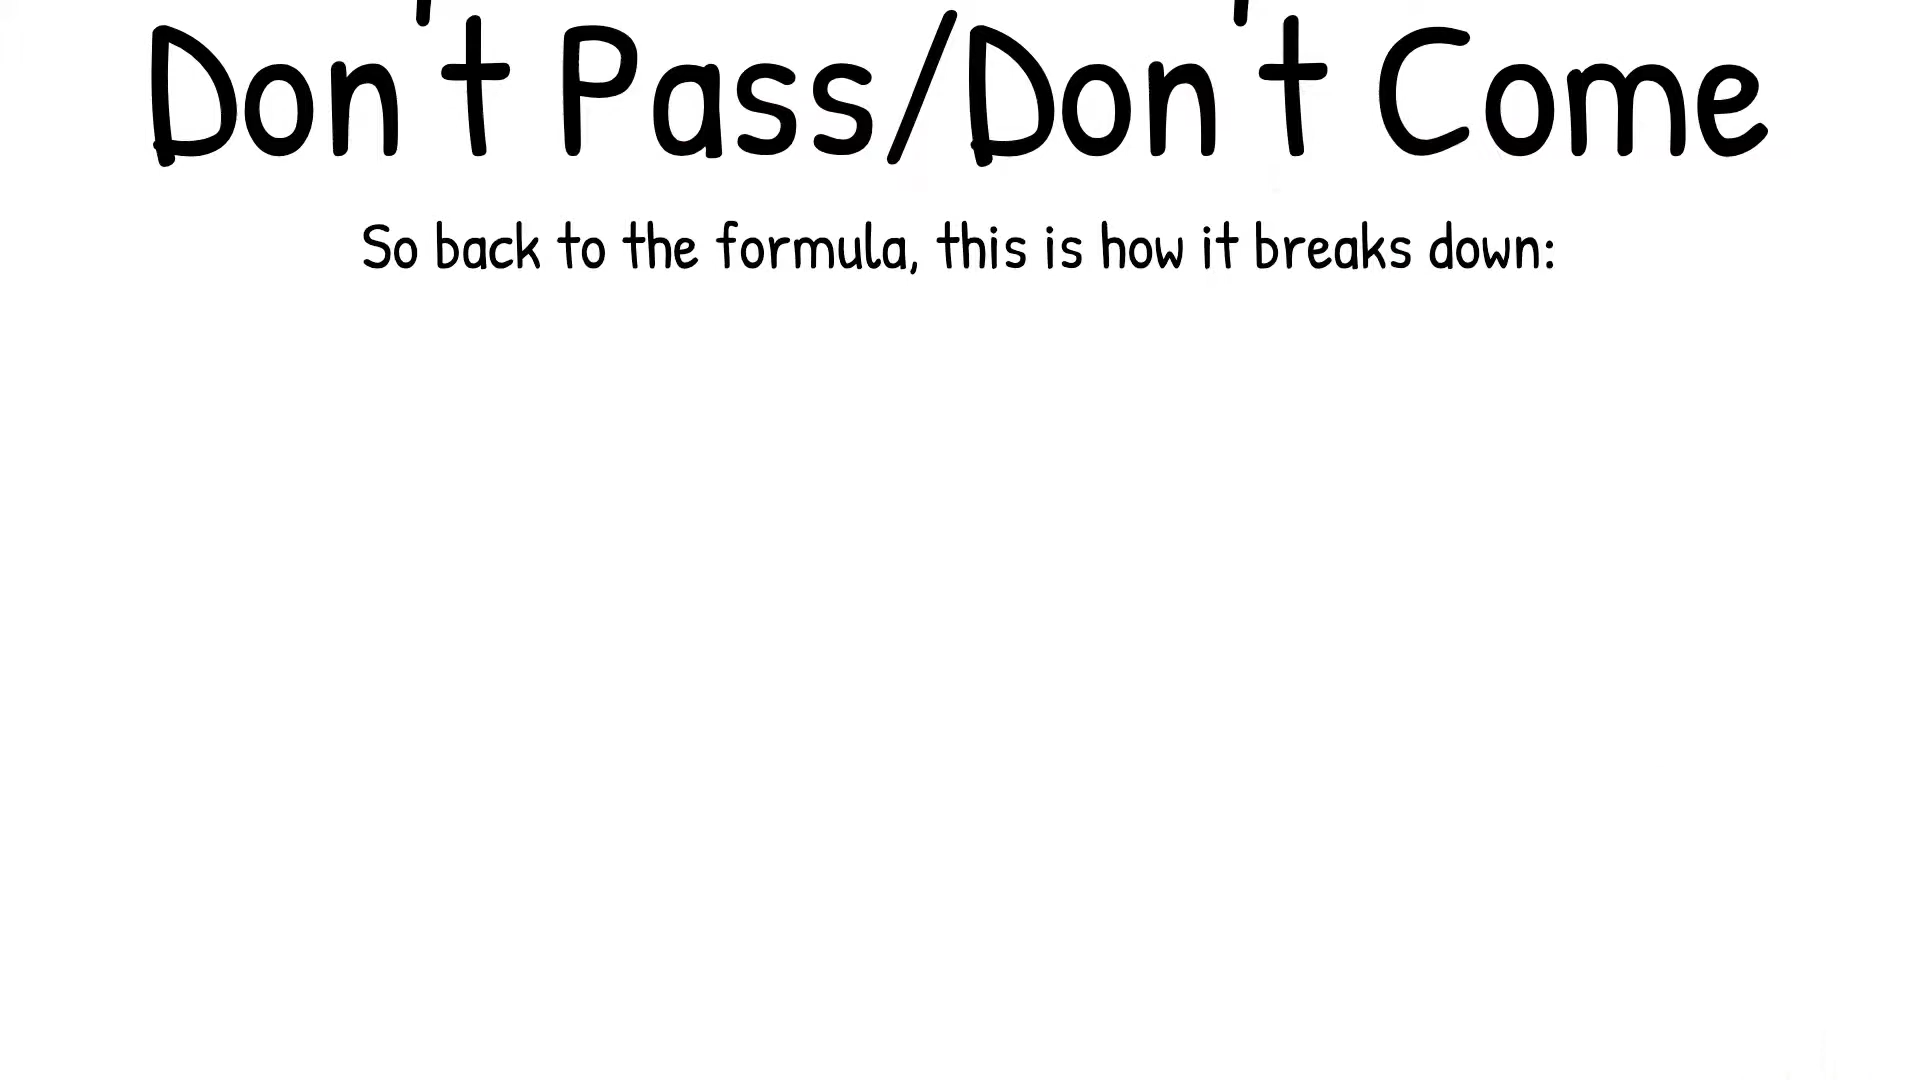 Don't Pass/Don't Come
So back to the formula, this is how it breaks down: